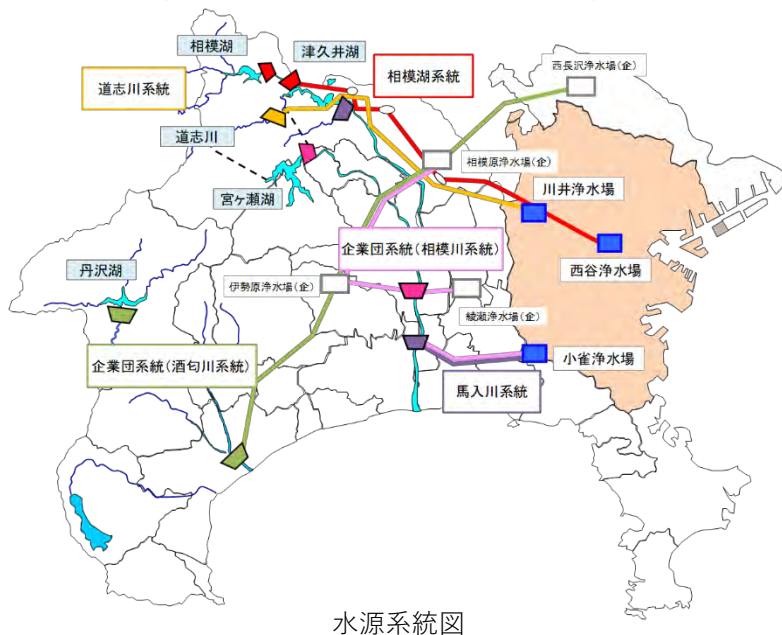 相模湖
津久井湖
西長沢浄水場(企)
道志川系統
相模湖系統
道志川
相模原浄水場(企)
宮ヶ瀬湖
川井浄水場
企業団系統(相模川系統)
丹沢湖
伊勢原浄水場(企)
西谷浄水場
綾瀬浄水場(企)
企業団系統(酒匂川系統)
小雀浄水場
馬入川系統
水源系統図